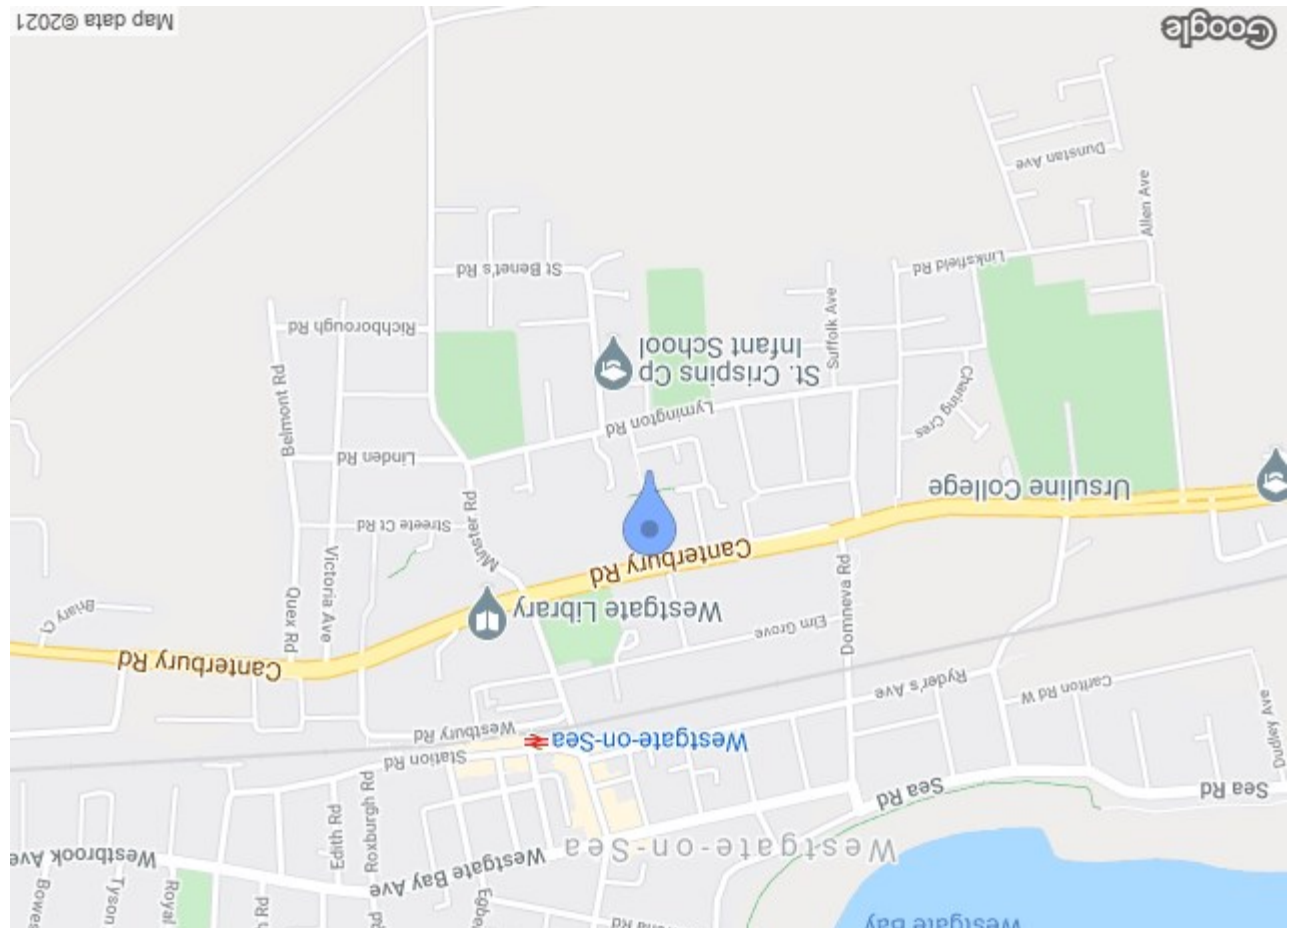 Westgate Bay
Egbe
Royal
Tyson
Bowes
Westgate-on-Sea
Westgate Bay Ave
Westbrook Ave
Roxburgh Rd
Edith Rd
Sea Rd
Sea Rd
Dudley Ave
Westgate-on-Sea
Station Rd
Westbury Rd
Carlton Rd W
Ryder's Ave
Canterbury Rd
Domneva Rd
Elm Grove
Westgate Library
Quex Rd
Victoria Ave
Briary Cl
Canterbury Rd
Minster Rd
Streete Ct Rd
Ursuline College
Linden Rd
Belmont Rd
Lymington Rd
Charing Cres
St. Crispins Cp
Infant School
Suffolk Ave
Richborough Rd
Linksfield Rd
St Benet's Rd
Allen Ave
Dunstan Ave
Google
Map data ©2021